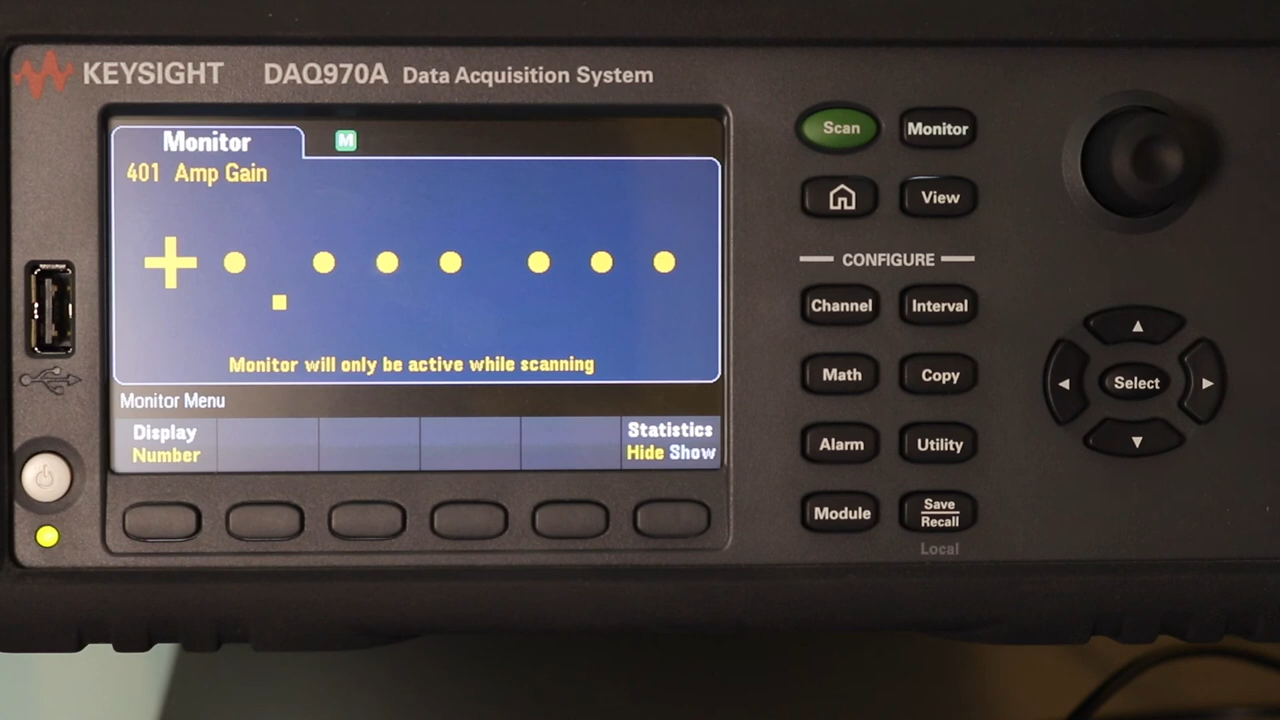 KEYSIGHT DAQ970A Data Acquisition System
Monitor M
401 Amp Gain
Monitor will only be active while scanning
Monitor Menu
Display
Number
Statistics
Hide Show
Scan Monitor
View
CONFIGURE
Channel Interval
Math Copy
Select
Alarm Utility
Module Save
Recall
Local